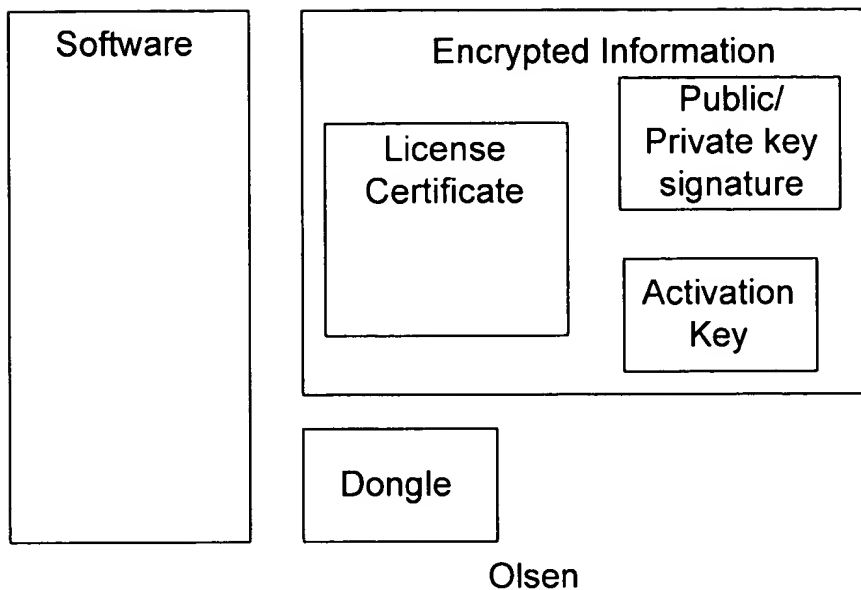 Software
Encrypted Information
License
Certificate
Public/
Private key
signature
Activation
Key
Dongle
Olsen